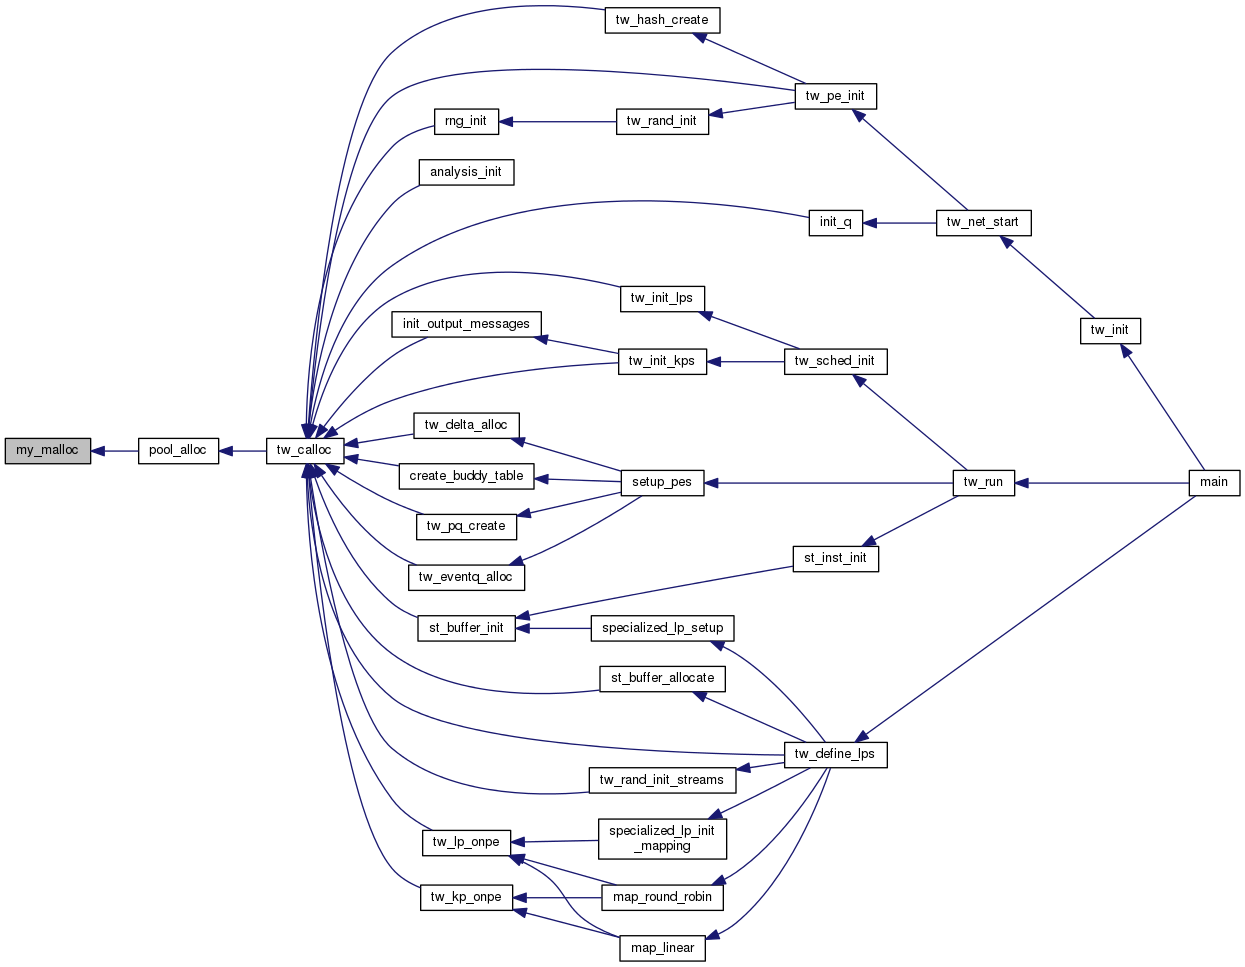 tw_hash_create
tw_pe_init
rng_init
tw_rand_init
analysis_init
init_q
tw_net_start
tw_init_lps
init_output_messages
tw_init
tw_init_kps
tw_sched_init
tw_delta_alloc
my_malloc
pool_alloc
tw_calloc
create_buddy_table
setup_pes
tw_run
main
tw_pq_create
st_inst_init
tw_eventq_alloc
st_buffer_init
specialized_lp_setup
st_buffer_allocate
tw_define_lps
tw_rand_init_streams
specialized_lp_init
_mapping
tw_lp_onpe
tw_kp_onpe
map_round_robin
map_linear